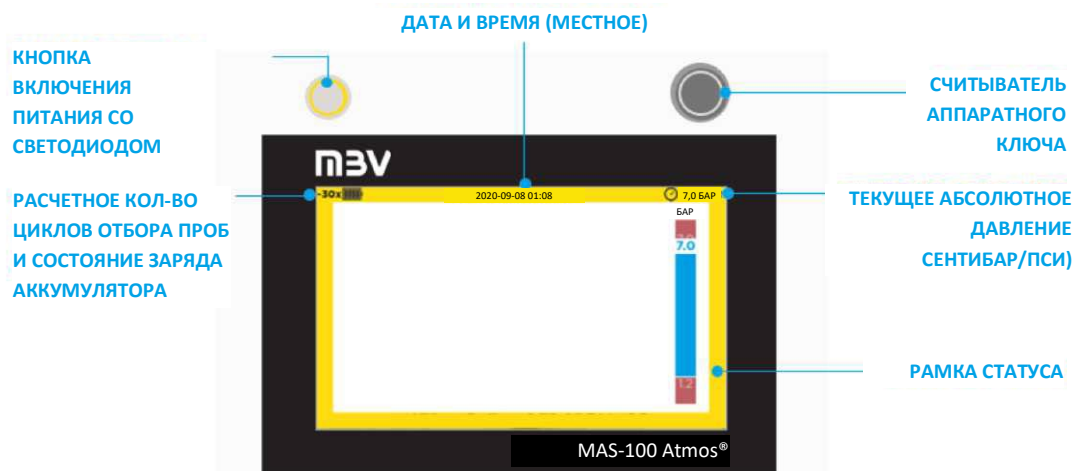 ДАТА И ВРЕМЯ (МЕСТНОЕ)
КНОПКА
ВКЛЮЧЕНИЯ
ПИТАНИЯ СО
СВЕТОДИОДОМ
СЧИТЫВАТЕЛЬ
АППАРАТНОГО
КЛЮЧА
MBV
РАСЧЕТНОЕ КОЛ-ВО
ЦИКЛОВ ОТБОРА ПРОБ
И СОСТОЯНИЕ ЗАРЯДА
АККУМУЛЯТОРА
-30x
2020-09-08 01:08
7,0 БАР
ТЕКУЩЕЕ АБСОЛЮТНОЕ
ДАВЛЕНИЕ
СЕНТИБАР/ПСИ)
БАР
7.0
1.2
РАМКА СТАТУСА
MAS-100 Atmos®